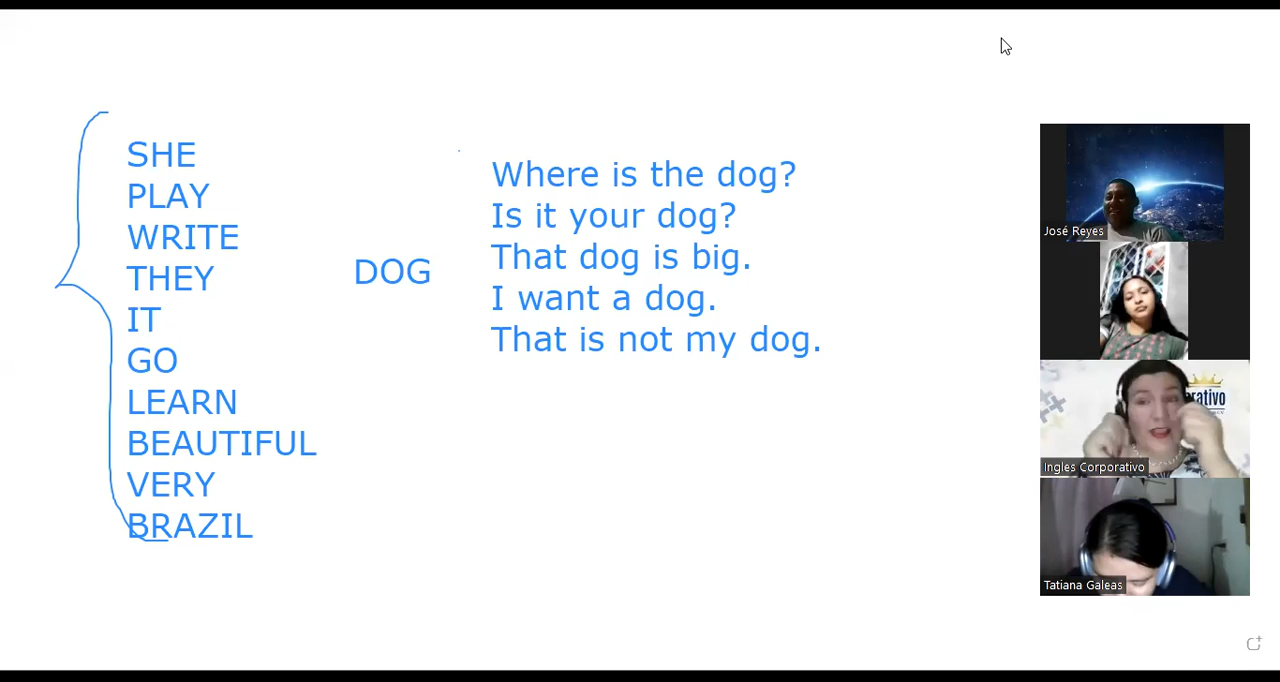 SHE
PLAY
WRITE
THEY
IT
GO
LEARN
BEAUTIFUL
VERY
BRAZIL
DOG
Where is the dog?
Is it your dog?
That dog is big.
I want a dog.
That is not my dog.
José Reyes
orativo
Ingles Corporativo
Tatiana Galeas